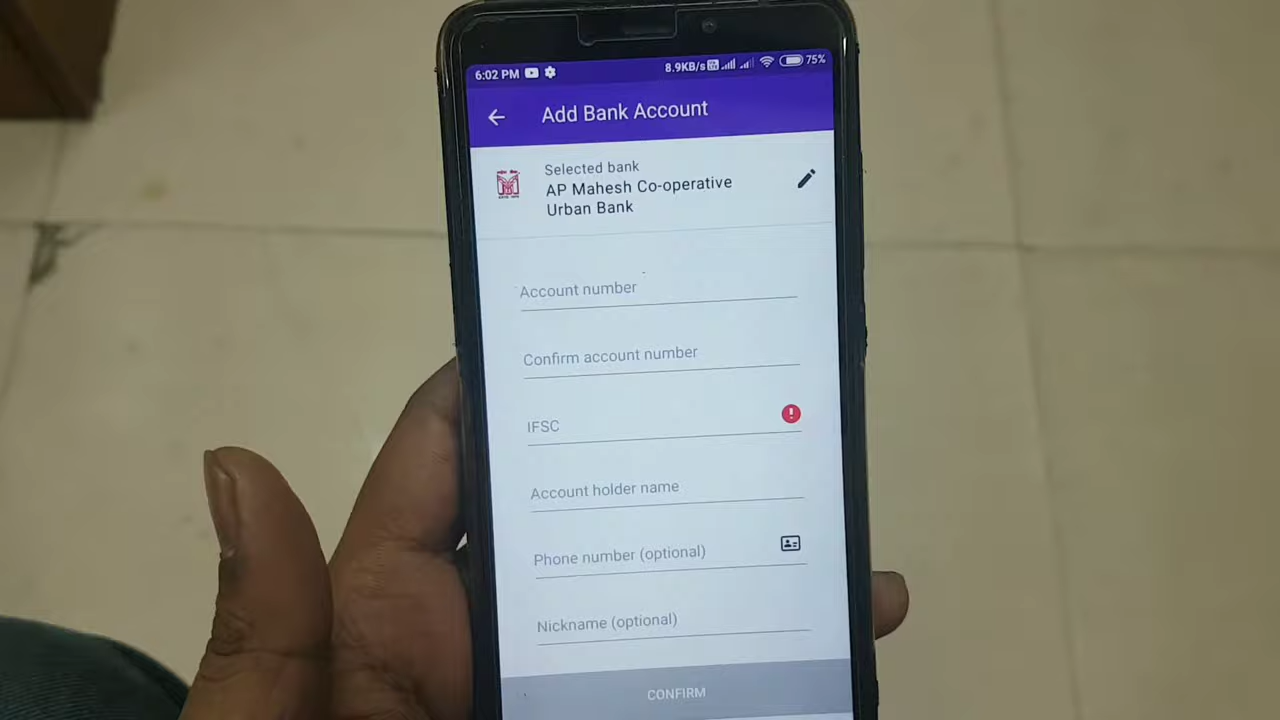 6:02 PM 8.9KB/s 75%
Add Bank Account
Selected bank
AP Mahesh Co-operative
Urban Bank
Account number
Confirm account number
IFSC
Account holder name
Phone number (optional)
Nickname (optional)
CONFIRM